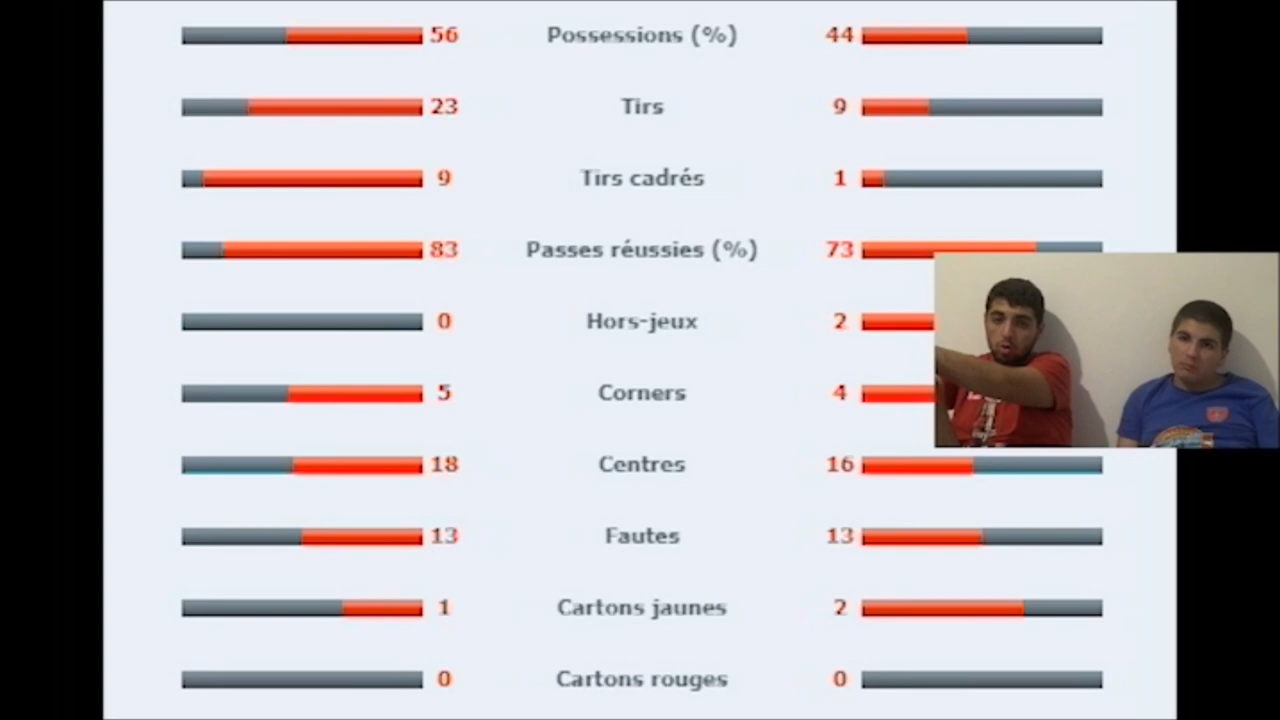 56 Possessions (%) 44
23 Tirs 9
9 Tirs cadrés 1
83 Passes réussies (%) 73
0 Hors-jeux 2
5 Corners 4
18 Centres 16
13 Fautes 13
1 Cartons jaunes 2
0 Cartons rouges 0